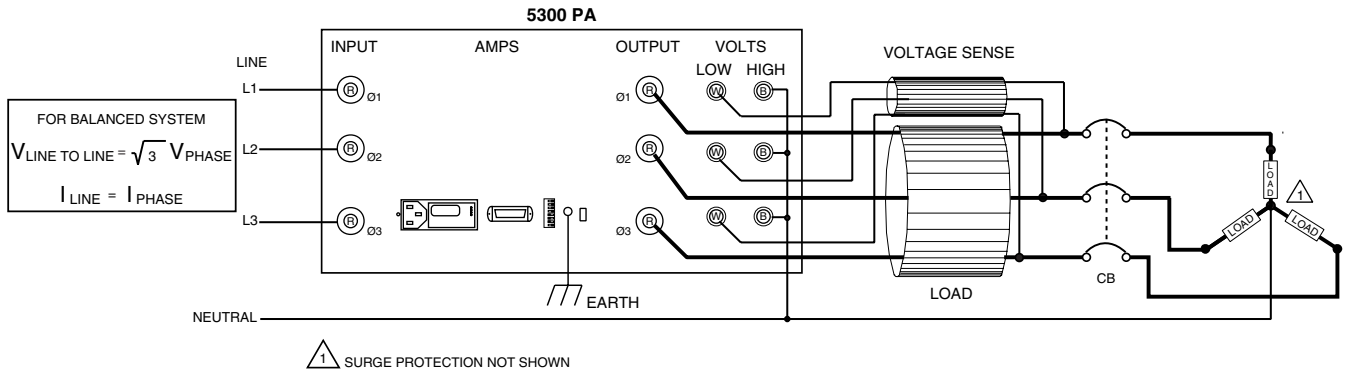 5300 PA
INPUT AMPS OUTPUT VOLTS
LOW HIGH
VOLTAGE SENSE
LINE
L1 R Ø1 R Ø1 W B
FOR BALANCED SYSTEM
V LINE TO LINE = √3 V PHASE
I LINE = I PHASE
L2 R Ø2 R Ø2 W B
L3 R Ø3 R Ø3 W B
LOAD
1
LOAD
LOAD
CB
LOAD
EARTH
NEUTRAL
1 SURGE PROTECTION NOT SHOWN